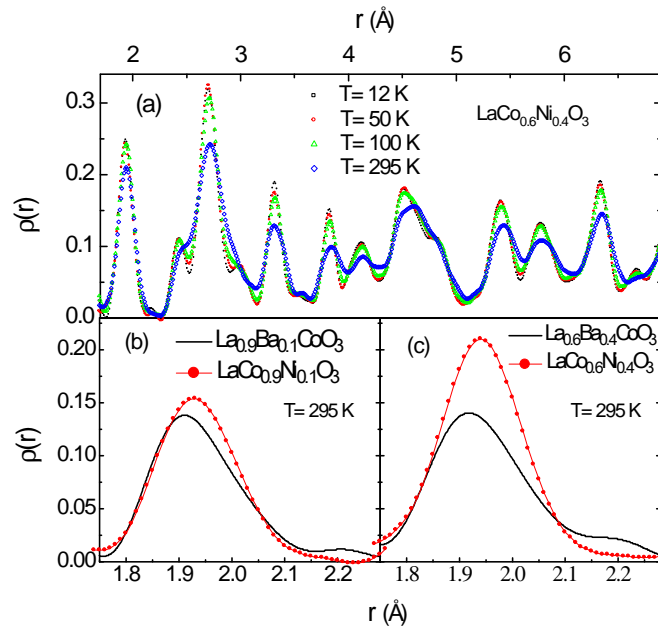 r (Å)
2 3 4 5 6
(a)
T= 12 K
T= 50 K
T= 100 K
T= 295 K
LaCo0.6Ni0.4O3
0.3
0.2
0.1
0.0
ρ(r)
(b)
La0.9Ba0.1CoO3
LaCo0.9Ni0.1O3
T= 295 K
0.20
0.15
0.10
0.05
0.00
ρ(r)
1.8 1.9 2.0 2.1 2.2
(c)
La0.6Ba0.4CoO3
LaCo0.6Ni0.4O3
T= 295 K
1.8 1.9 2.0 2.1 2.2
r (Å)